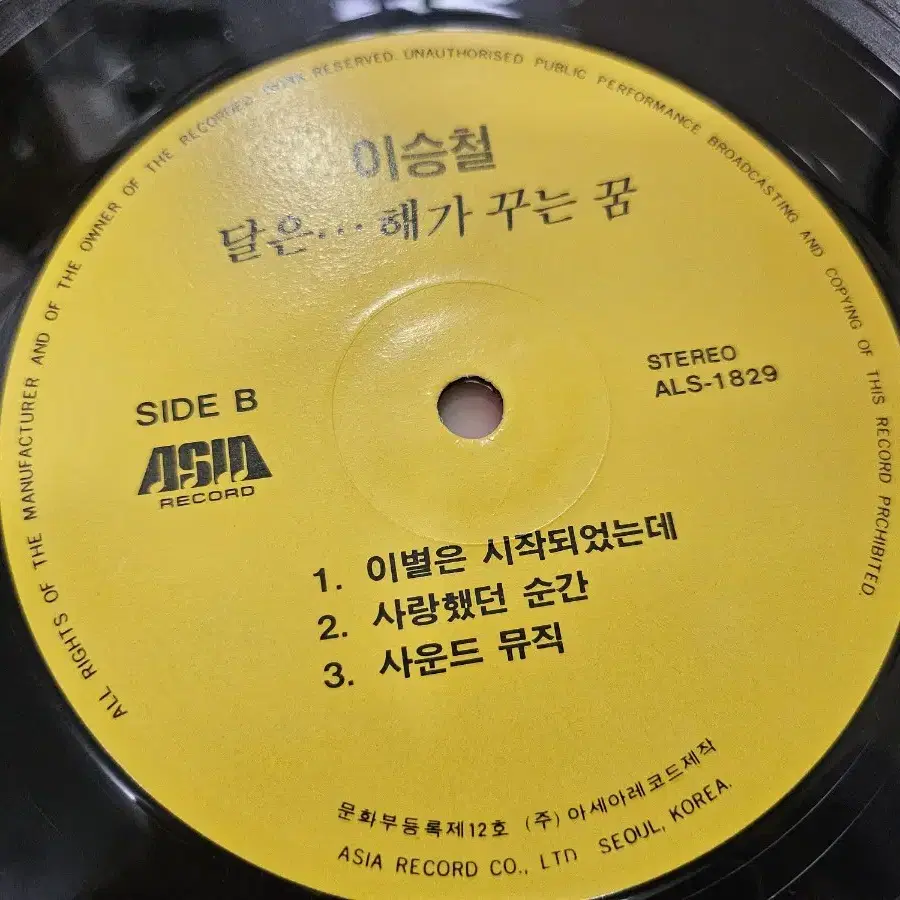 ALL RIGHTS OF THE MANUFACTURER AND OF THE OWNER OF THE RECORDED WORK RESERVED. UNAUTHORISED PUBLIC PERFORMANCE BROADCASTING AND COPYING OF THIS RECORD PRCHIBITED.
이승철
달은... 해가 꾸는 꿈
SIDE B
STEREO
ALS-1829
ASIA
RECORD
1. 이별은 시작되었는데
2. 사랑했던 순간
3. 사운드 뮤직
문화부등록제12호 (주) 아세아레코드제작
ASIA RECORD CO., LTD SEOUL, KOREA.